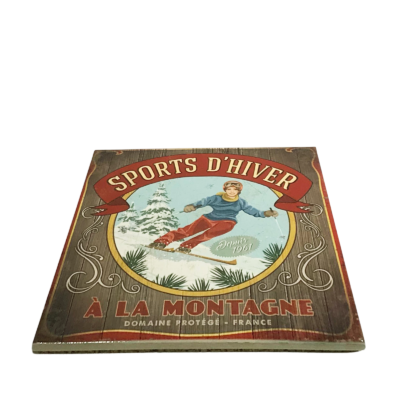 SPORTS D'HIVER
Depuis
1961
À LA MONTAGNE
DOMAINE PROTÉGÉ • FRANCE